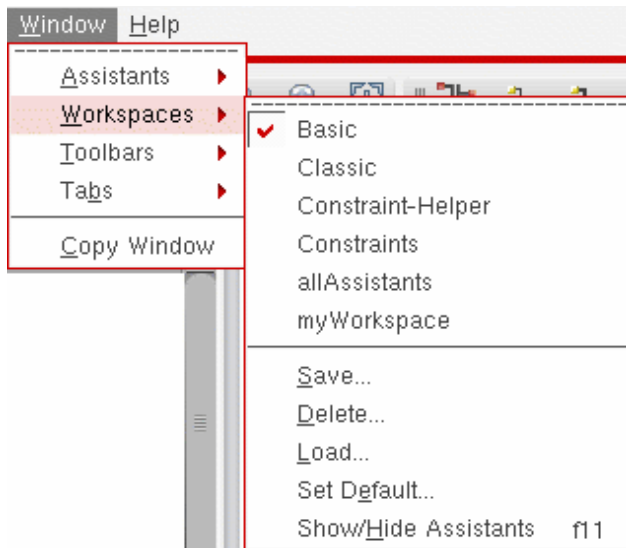 Window Help
Assistants
Workspaces
Toolbars
Tabs
Copy Window
Basic
Classic
Constraint-Helper
Constraints
allAssistants
myWorkspace
Save...
Delete...
Load...
Set Default...
Show/Hide Assistants f11